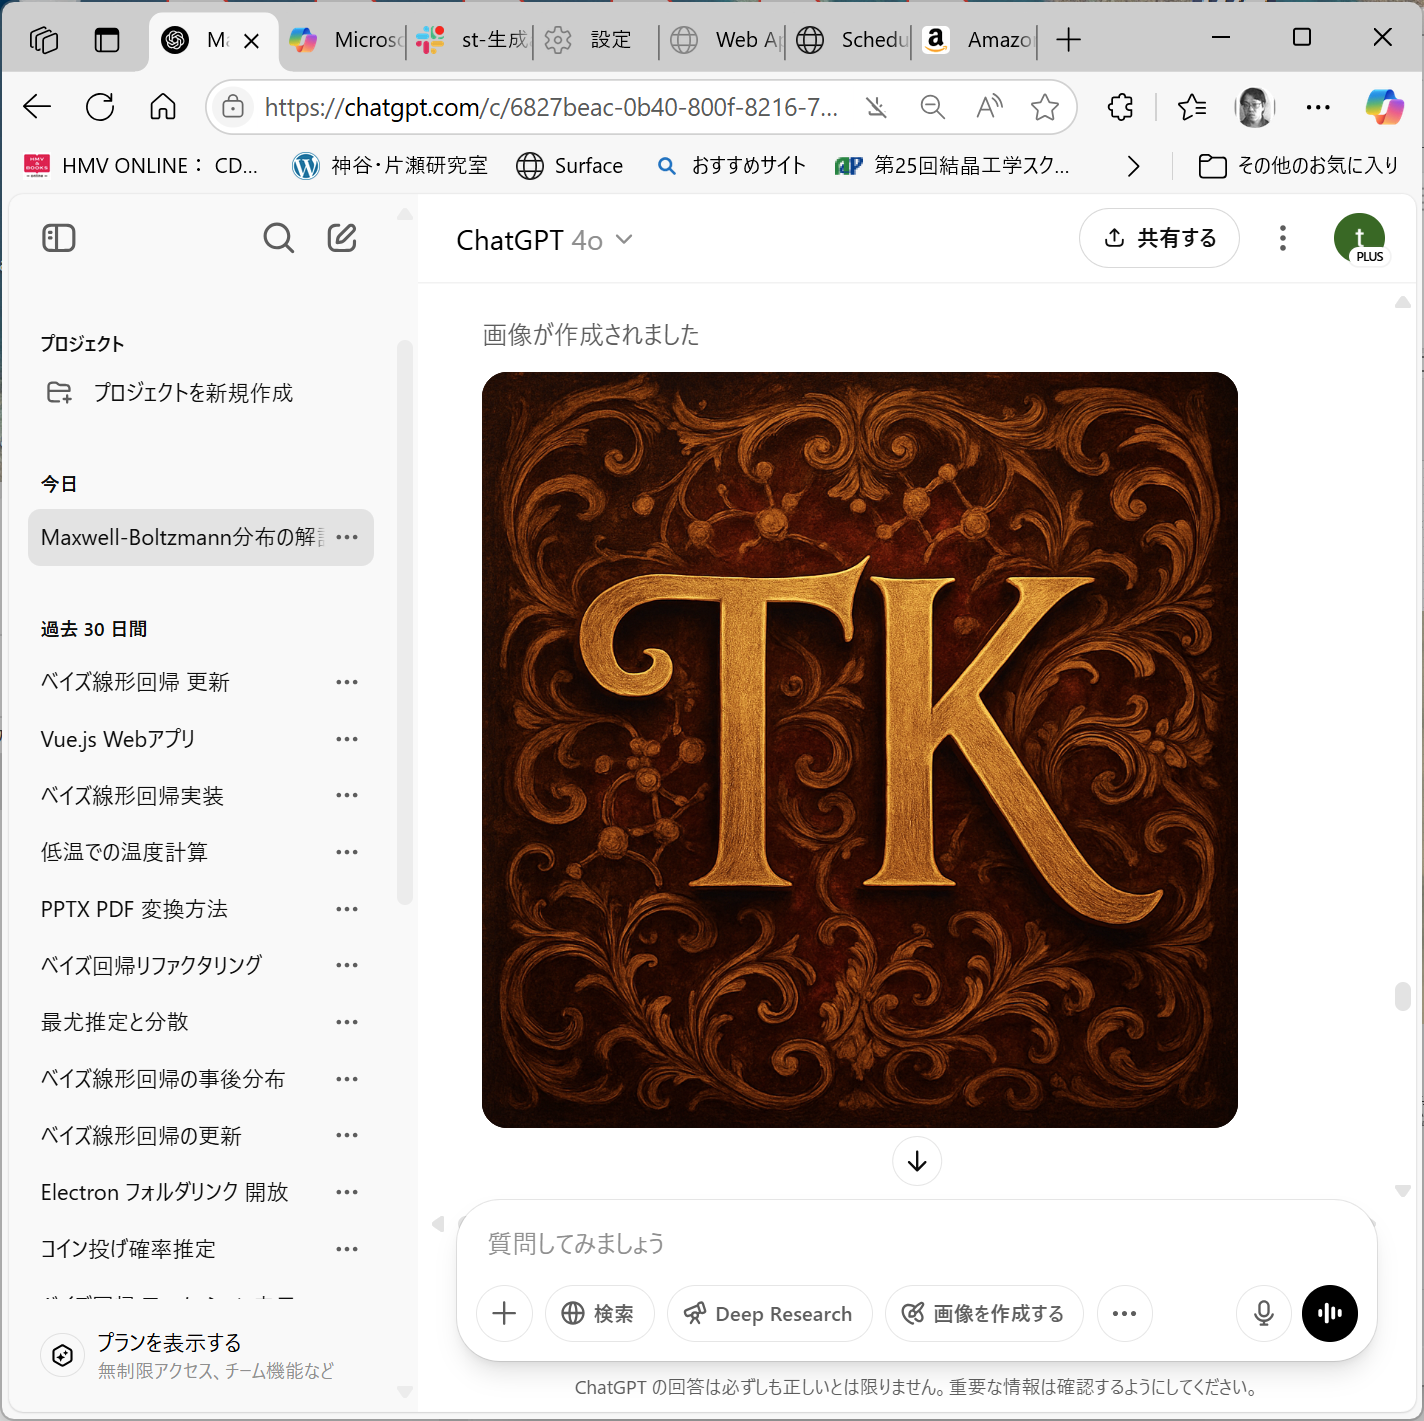 Microsc
st-生成
設定
Web Ap
Schedu
Amazo
https://chatgpt.com/c/6827beac-0b40-800f-8216-7...
HMV ONLINE： CD...
神谷・片瀬研究室
Surface
おすすめサイト
第25回結晶工学スク...
その他のお気に入り
ChatGPT 4o
共有する
t
PLUS
プロジェクト
プロジェクトを新規作成
今日
Maxwell-Boltzmann分布の解
過去 30 日間
ベイズ線形回帰 更新
Vue.js Webアプリ
ベイズ線形回帰実装
低温での温度計算
PPTX PDF 変換方法
ベイズ回帰リファクタリング
最尤推定と分散
ベイズ線形回帰の事後分布
ベイズ線形回帰の更新
Electron フォルダリンク 開放
コイン投げ確率推定
プランを表示する
無制限アクセス、チーム機能など
画像が作成されました
TK
質問してみましょう
検索
Deep Research
画像を作成する
ChatGPT の回答は必ずしも正しいとは限りません。重要な情報は確認するようにしてください。